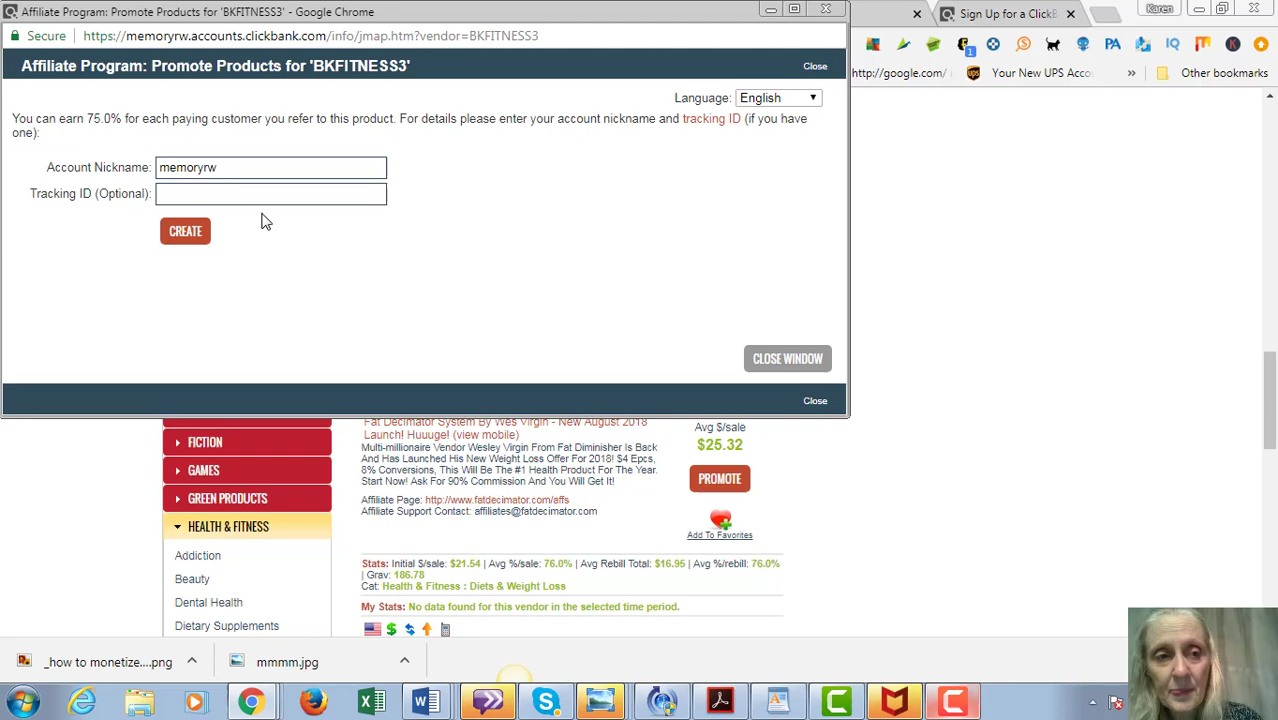 Affiliate Program: Promote Products for 'BKFITNESS3' - Google Chrome
Sign Up for a ClickB
Karen
Secure
https://memoryrw.accounts.clickbank.com/info/jmap.htm?vendor=BKFITNESS3
1
PA
IQ
K
Affiliate Program: Promote Products for 'BKFITNESS3'
Close
http://google.com/
Your New UPS Acco
»
Other bookmarks
Language:
English
You can earn 75.0% for each paying customer you refer to this product. For details please enter your account nickname and tracking ID (if you have
one):
Account Nickname:
memoryrw
Tracking ID (Optional):
CREATE
CLOSE WINDOW
Close
Fat Decimator System By Wes Virgin - New August 2018
Launch! Huuuge! (view mobile)
Multi-millionaire Vendor Wesley Virgin From Fat Diminisher Is Back
And Has Launched His New Weight Loss Offer For 2018! $4 Epcs,
8% Conversions, This Will Be The #1 Health Product For The Year.
Start Now! Ask For 90% Commission And You Will Get It!
Affiliate Page: http://www.fatdecimator.com/affs
Affiliate Support Contact: affiliates@fatdecimator.com
Avg $/sale
$25.32
PROMOTE
Add To Favorites
FICTION
GAMES
GREEN PRODUCTS
HEALTH & FITNESS
Addiction
Beauty
Dental Health
Dietary Supplements
Stats: Initial $/sale: $21.54 | Avg %/sale: 76.0% | Avg Rebill Total: $16.95 | Avg %/rebill: 76.0%
| Grav: 186.78
Cat: Health & Fitness : Diets & Weight Loss
My Stats: No data found for this vendor in the selected time period.
_how to monetize....png
mmmm.jpg